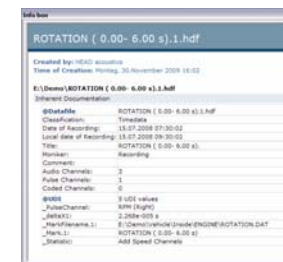 Info box
ROTATION ( 0.00- 6.00 s).1.hdf
Created by: HEAD acoustics
Time of Creation: Montag, 30.November 2009 16:02
E:\Demo\ROTATION ( 0.00- 6.00 s).1.hdf
Inherent Documentation
@Datafile ROTATION ( 0.00- 6.00 s).1.hdf
Classification: Timedata
Date of Recording: 15.07.2008 07:30:02
Local date of Recording: 15.07.2008 09:30:02
Title: ROTATION ( 0.00- 6.00 s).
Moniker: Recording
Comment:
Audio Channels: 3
Pulse Channels: 1
Coded Channels: 0
@UDI 5 UDI values
_PulseChannel: RPM (Right)
_deltaX1: 2.268e-005 s
_MarkFilename.1: E:\Demo\vehicle\Inside\ENGINE\ROTATION.DAT
_Mark.1: ROTATION ( 0.00- 6.00 s)
_Statistic: Add Speed Channels